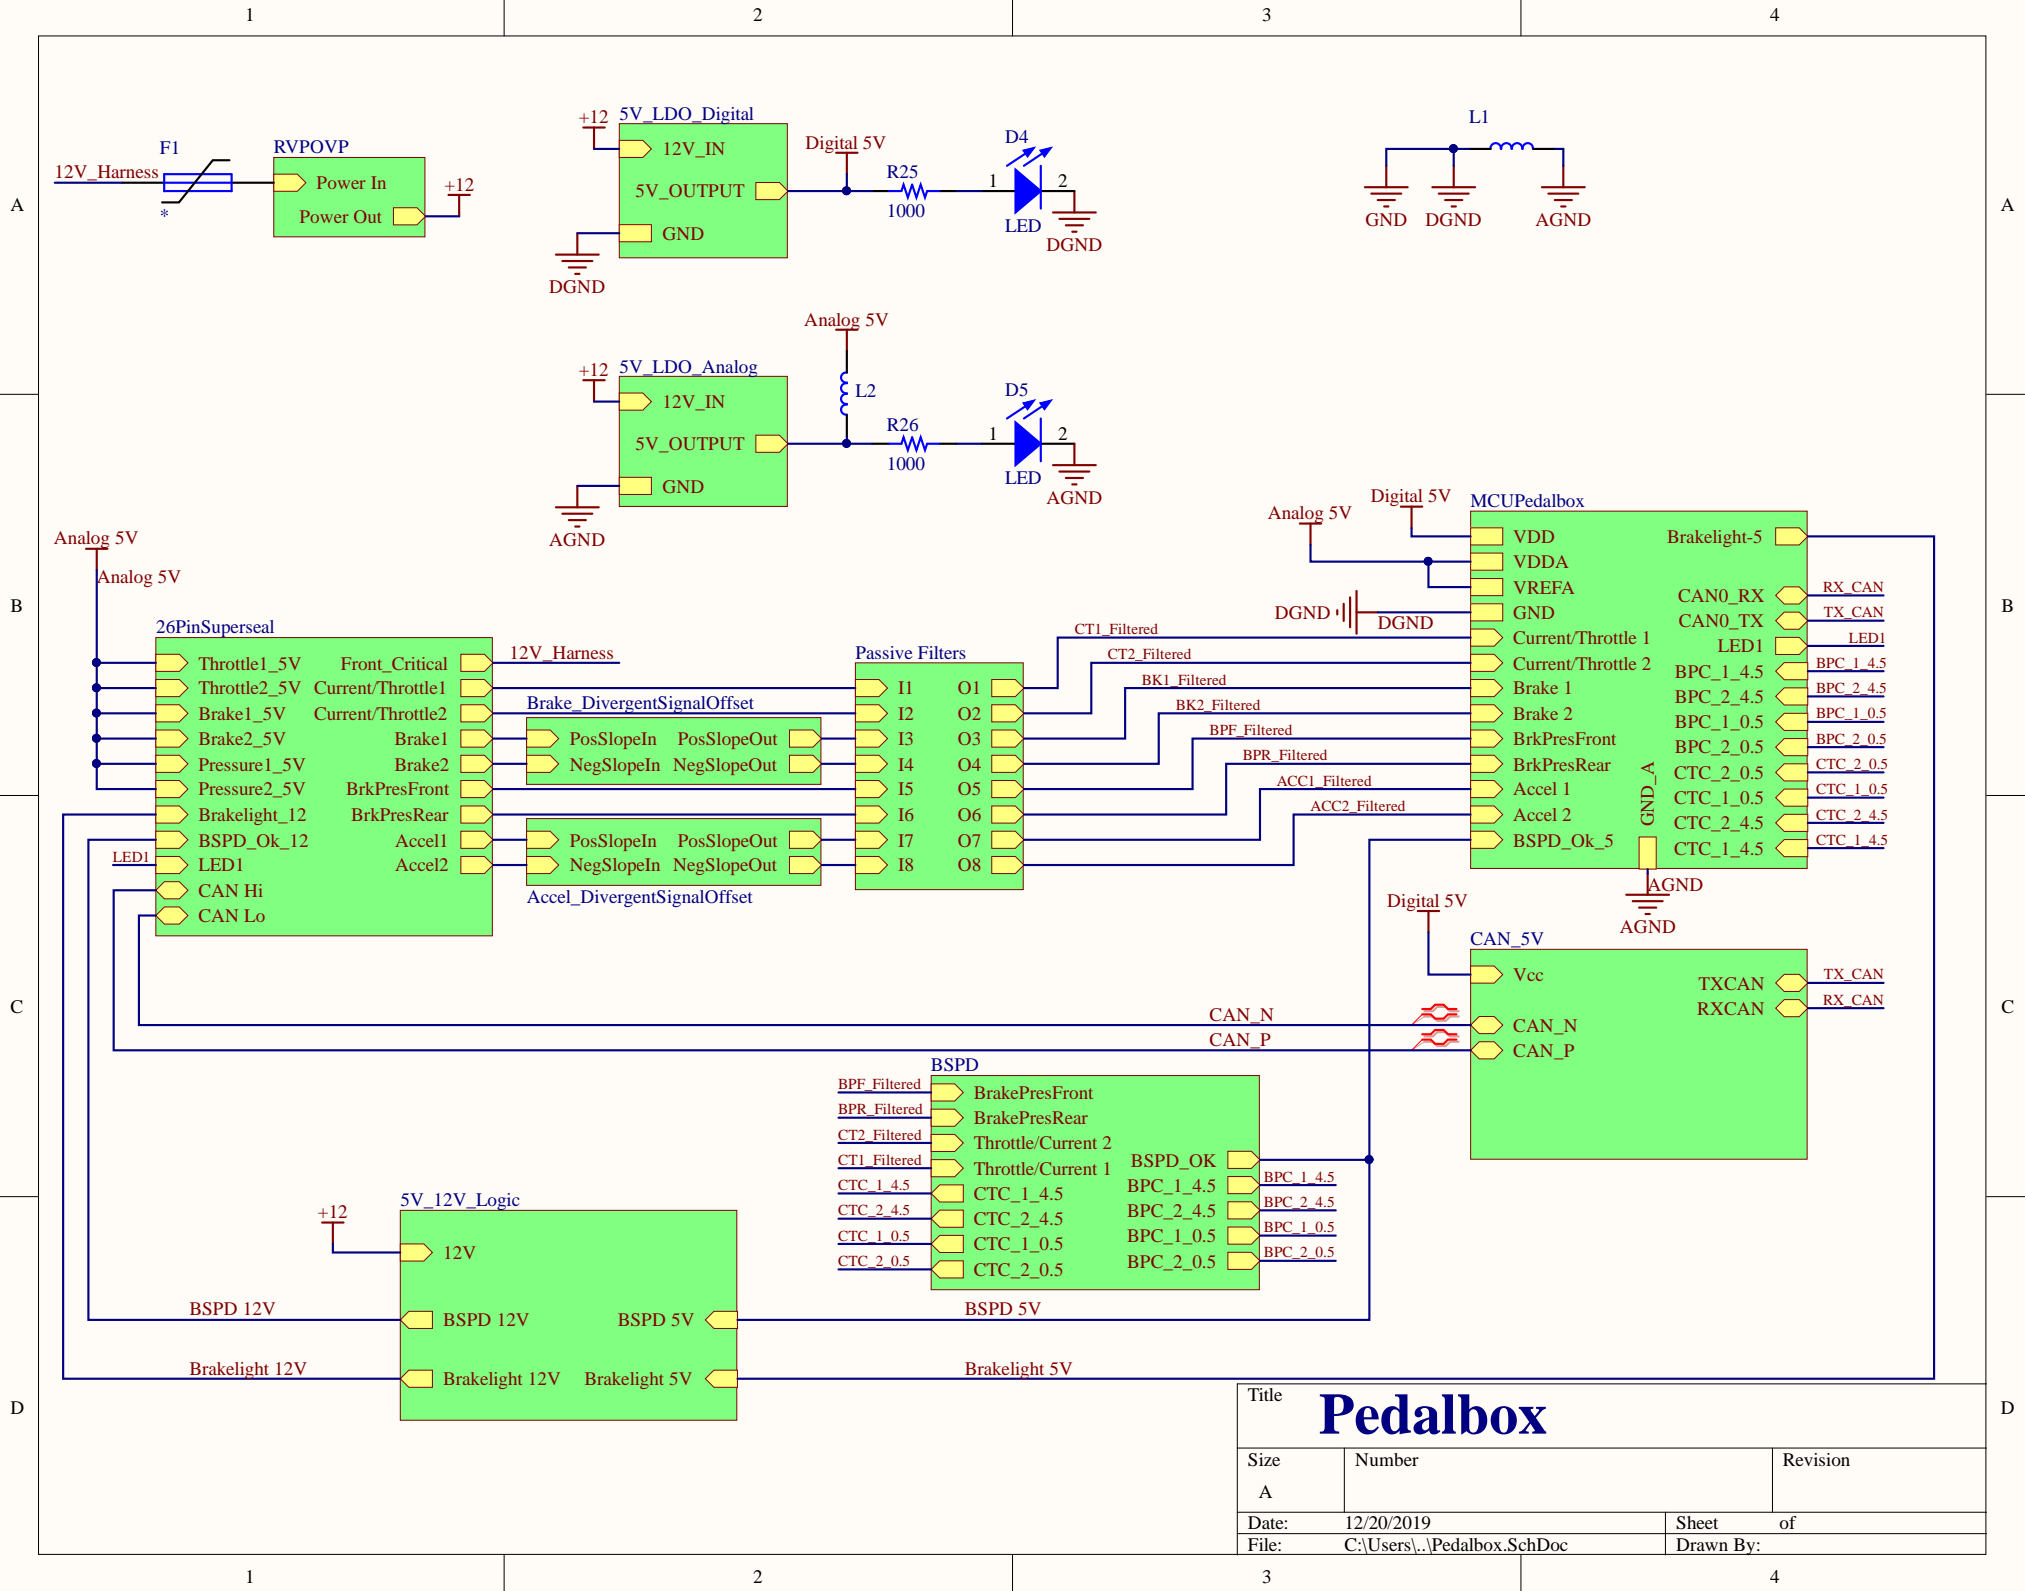 1 2 3 4
A A
B B
C C
D D
1 2 3 4
12V_Harness
F1
*
RVPOVP
Power In
Power Out
+12
+12
5V_LDO_Digital
12V_IN
5V_OUTPUT
GND
DGND
Digital 5V
R25
1000
D4
1 2
LED
DGND
L1
GND DGND AGND
+12
5V_LDO_Analog
12V_IN
5V_OUTPUT
GND
AGND
Analog 5V
L2
R26
1000
D5
1 2
LED
AGND
Analog 5V
Analog 5V
26PinSuperseal
Throttle1_5V Front_Critical
Throttle2_5V Current/Throttle1
Brake1_5V Current/Throttle2
Brake2_5V Brake1
Pressure1_5V Brake2
Pressure2_5V BrkPresFront
Brakelight_12 BrkPresRear
BSPD_Ok_12 Accel1
LED1 LED1 Accel2
CAN Hi
CAN Lo
12V_Harness
Brake_DivergentSignalOffset
PosSlopeIn PosSlopeOut
NegSlopeIn NegSlopeOut
PosSlopeIn PosSlopeOut
NegSlopeIn NegSlopeOut
Accel_DivergentSignalOffset
Passive Filters
I1 O1
I2 O2
I3 O3
I4 O4
I5 O5
I6 O6
I7 O7
I8 O8
CT1_Filtered
CT2_Filtered
BK1_Filtered
BK2_Filtered
BPF_Filtered
BPR_Filtered
ACC1_Filtered
ACC2_Filtered
Analog 5V
Digital 5V
DGND DGND
MCUPedalbox
VDD
VDDA
VREFA
GND
Current/Throttle 1
Current/Throttle 2
Brake 1
Brake 2
BrkPresFront
BrkPresRear
Accel 1
Accel 2
BSPD_Ok_5
GND_A
Brakelight-5
CAN0_RX RX_CAN
CAN0_TX TX_CAN
LED1 LED1
BPC_1_4.5 BPC_1_4.5
BPC_2_4.5 BPC_2_4.5
BPC_1_0.5 BPC_1_0.5
BPC_2_0.5 BPC_2_0.5
CTC_2_0.5 CTC_2_0.5
CTC_1_0.5 CTC_1_0.5
CTC_2_4.5 CTC_2_4.5
CTC_1_4.5 CTC_1_4.5
AGND
AGND
Digital 5V
CAN_5V
Vcc
TXCAN TX_CAN
RXCAN RX_CAN
CAN_N CAN_N
CAN_P CAN_P
BSPD
BPF_Filtered BrakePresFront
BPR_Filtered BrakePresRear
CT2_Filtered Throttle/Current 2
CT1_Filtered Throttle/Current 1
CTC_1_4.5 CTC_1_4.5
CTC_2_4.5 CTC_2_4.5
CTC_1_0.5 CTC_1_0.5
CTC_2_0.5 CTC_2_0.5
BSPD_OK
BPC_1_4.5 BPC_1_4.5
BPC_2_4.5 BPC_2_4.5
BPC_1_0.5 BPC_1_0.5
BPC_2_0.5 BPC_2_0.5
+12
5V_12V_Logic
12V
BSPD 12V BSPD 12V BSPD 5V BSPD 5V
Brakelight 12V Brakelight 12V Brakelight 5V Brakelight 5V
Title Pedalbox
Size Number Revision
A
Date: 12/20/2019 Sheet of
File: C:\Users\..\Pedalbox.SchDoc Drawn By: